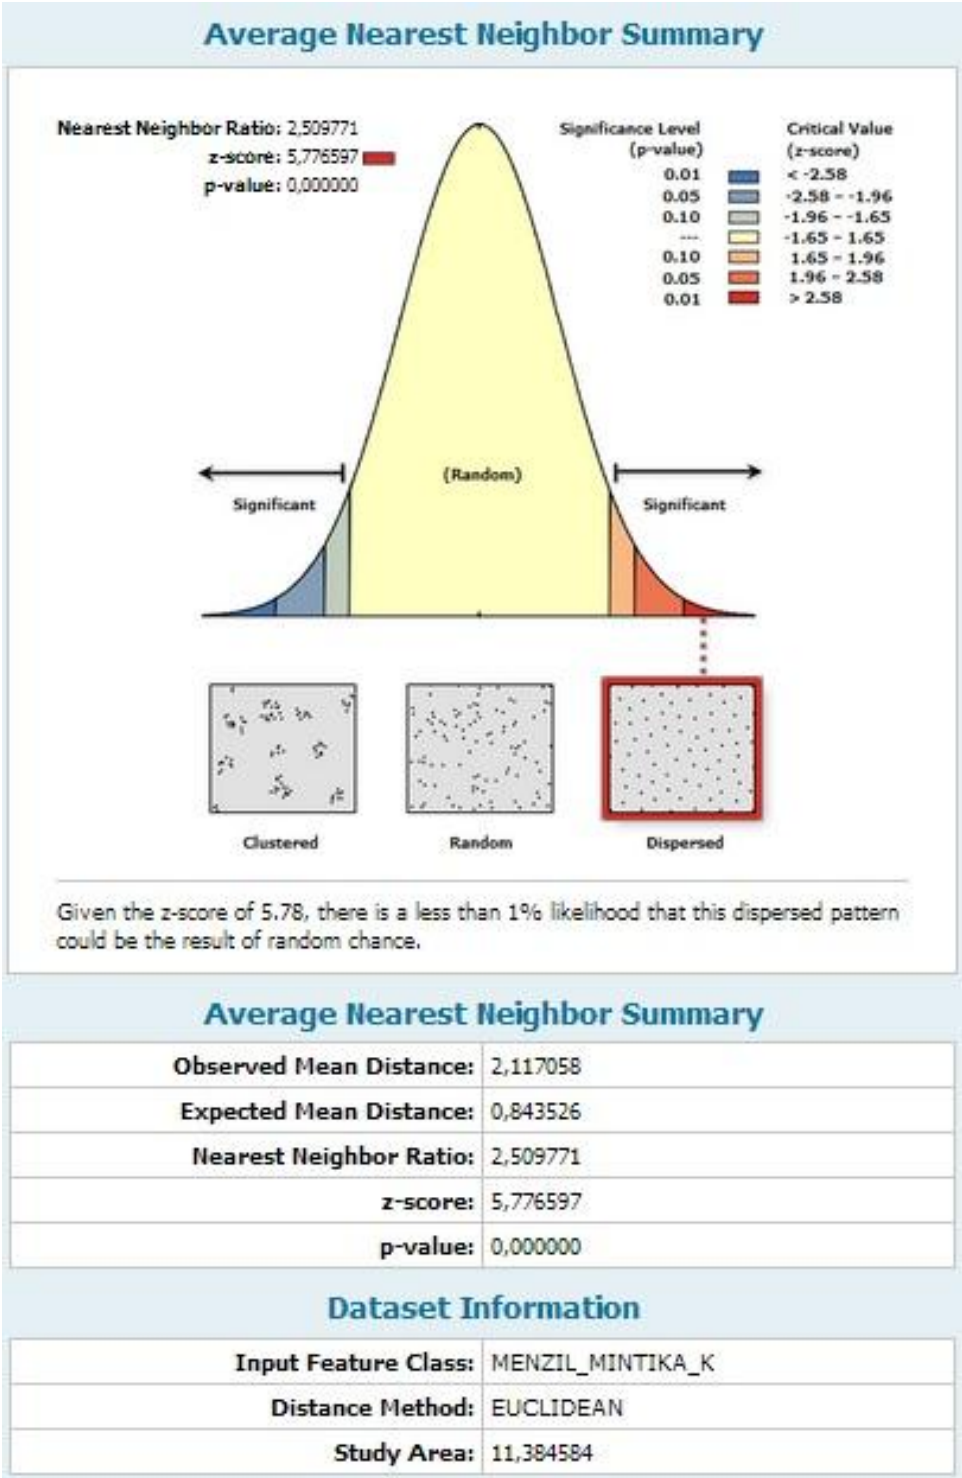 Average Nearest Neighbor Summary
Nearest Neighbor Ratio: 2,509771
z-score: 5,776597
p-value: 0,000000
Significance Level (p-value)
Critical Value (z-score)
0.01 < -2.58
0.05 -2.58 - -1.96
0.10 -1.96 - -1.65
--- -1.65 - 1.65
0.10 1.65 - 1.96
0.05 1.96 - 2.58
0.01 > 2.58
(Random)
Significant
Significant
Clustered
Random
Dispersed
Given the z-score of 5.78, there is a less than 1% likelihood that this dispersed pattern
could be the result of random chance.
Average Nearest Neighbor Summary
Observed Mean Distance: 2,117058
Expected Mean Distance: 0,843526
Nearest Neighbor Ratio: 2,509771
z-score: 5,776597
p-value: 0,000000
Dataset Information
Input Feature Class: MENZIL_MINTIKA_K
Distance Method: EUCLIDEAN
Study Area: 11,384584